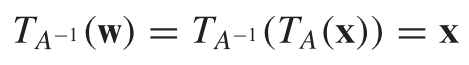 T_{A^{-1}}(𝐰) = T_{A^{-1}}(T_A(𝐱)) = 𝐱